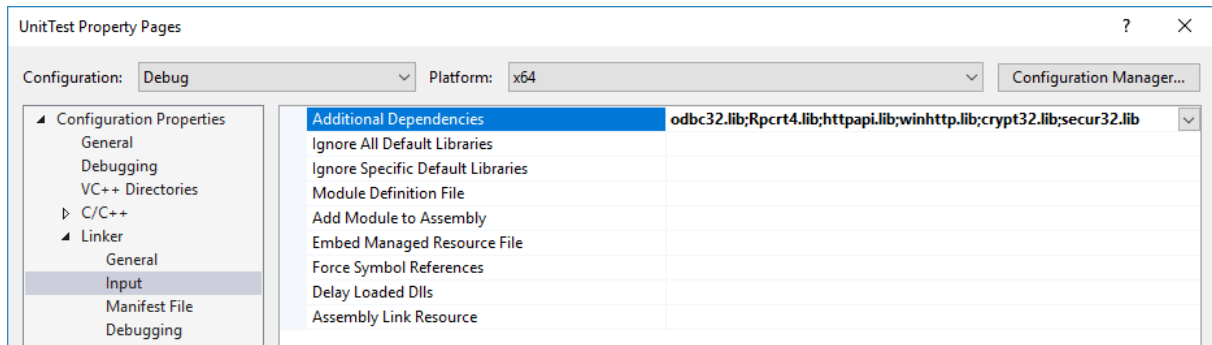 UnitTest Property Pages ? ×
Configuration: Debug Platform: x64 Configuration Manager...
Configuration Properties
General
Debugging
VC++ Directories
C/C++
Linker
General
Input
Manifest File
Debugging
Additional Dependencies odbc32.lib;Rpcrt4.lib;httpapi.lib;winhttp.lib;crypt32.lib;secur32.lib
Ignore All Default Libraries
Ignore Specific Default Libraries
Module Definition File
Add Module to Assembly
Embed Managed Resource File
Force Symbol References
Delay Loaded Dlls
Assembly Link Resource